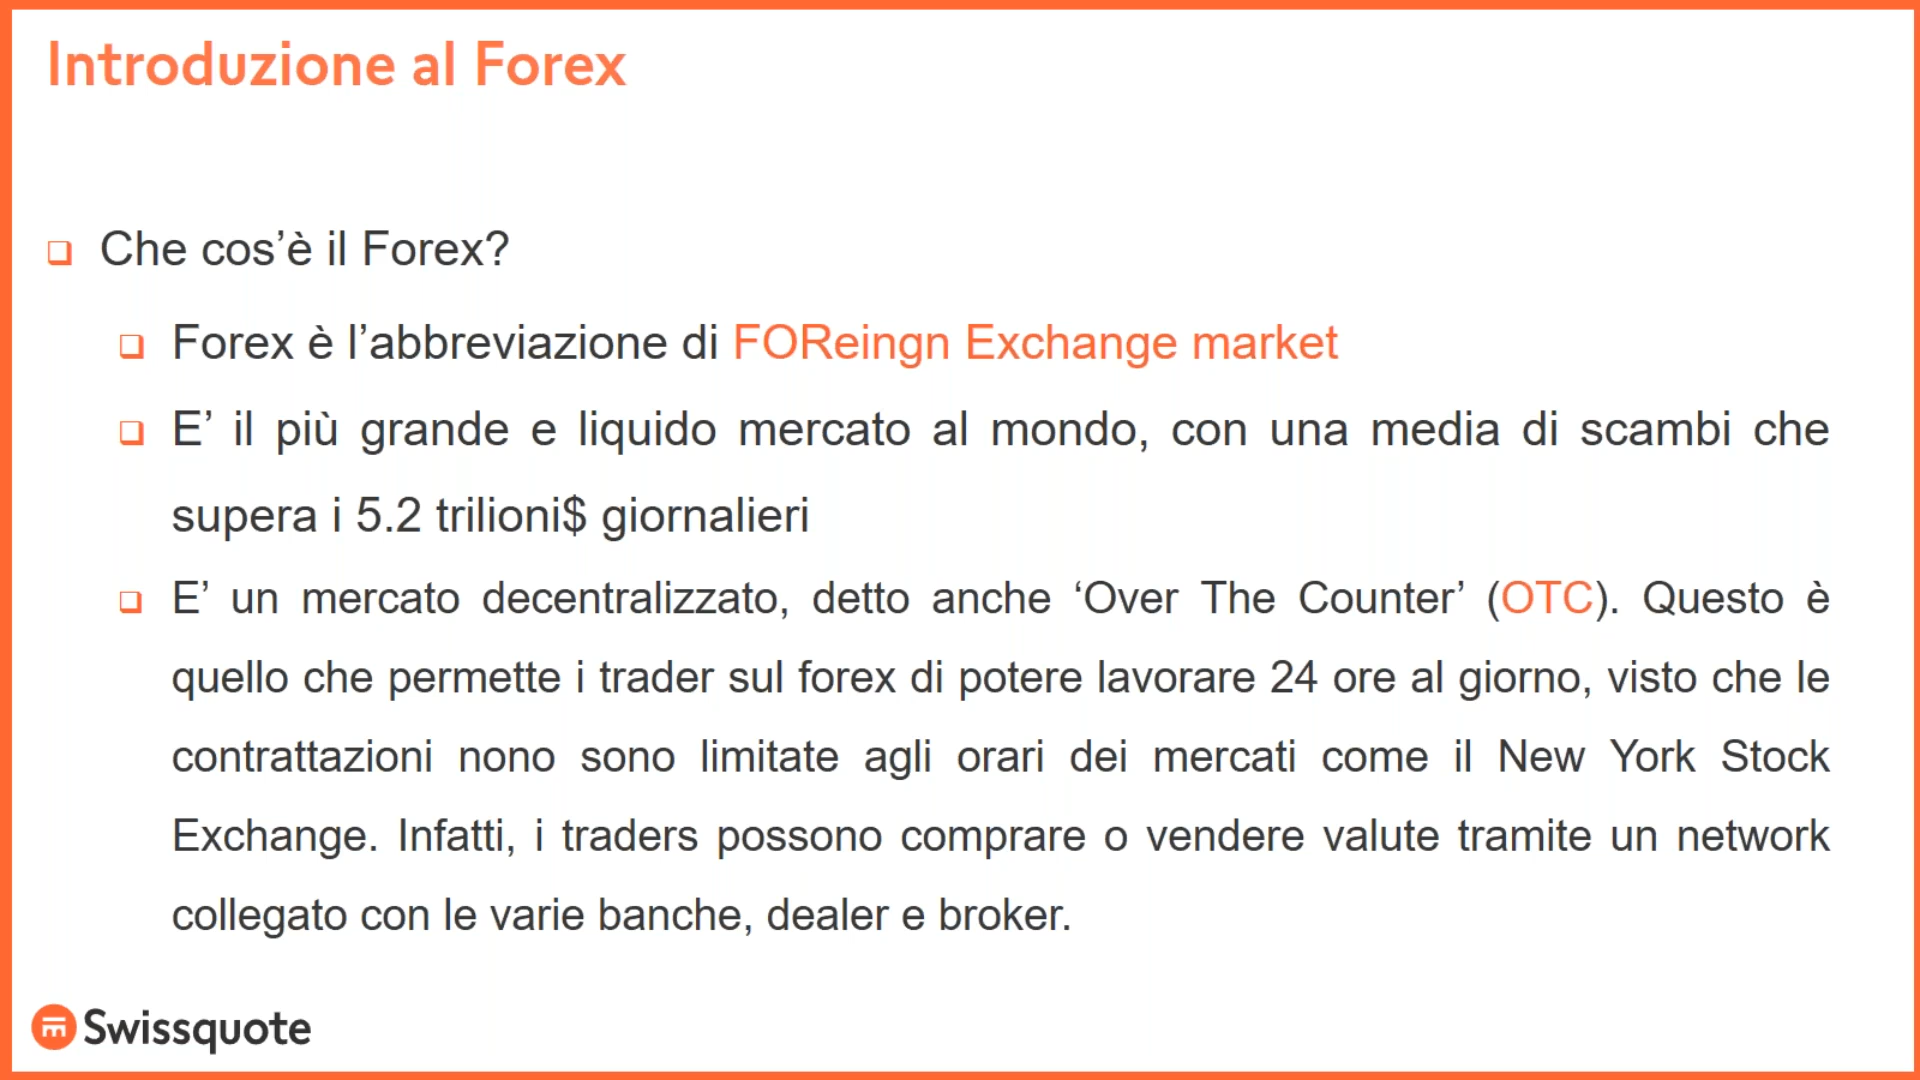 Introduzione al Forex
Che cos’è il Forex?
Forex è l’abbreviazione di FOReingn Exchange market
E’ il più grande e liquido mercato al mondo, con una media di scambi che
supera i 5.2 trilioni$ giornalieri
E’ un mercato decentralizzato, detto anche ‘Over The Counter’ (OTC). Questo è
quello che permette i trader sul forex di potere lavorare 24 ore al giorno, visto che le
contrattazioni nono sono limitate agli orari dei mercati come il New York Stock
Exchange. Infatti, i traders possono comprare o vendere valute tramite un network
collegato con le varie banche, dealer e broker.
Swissquote